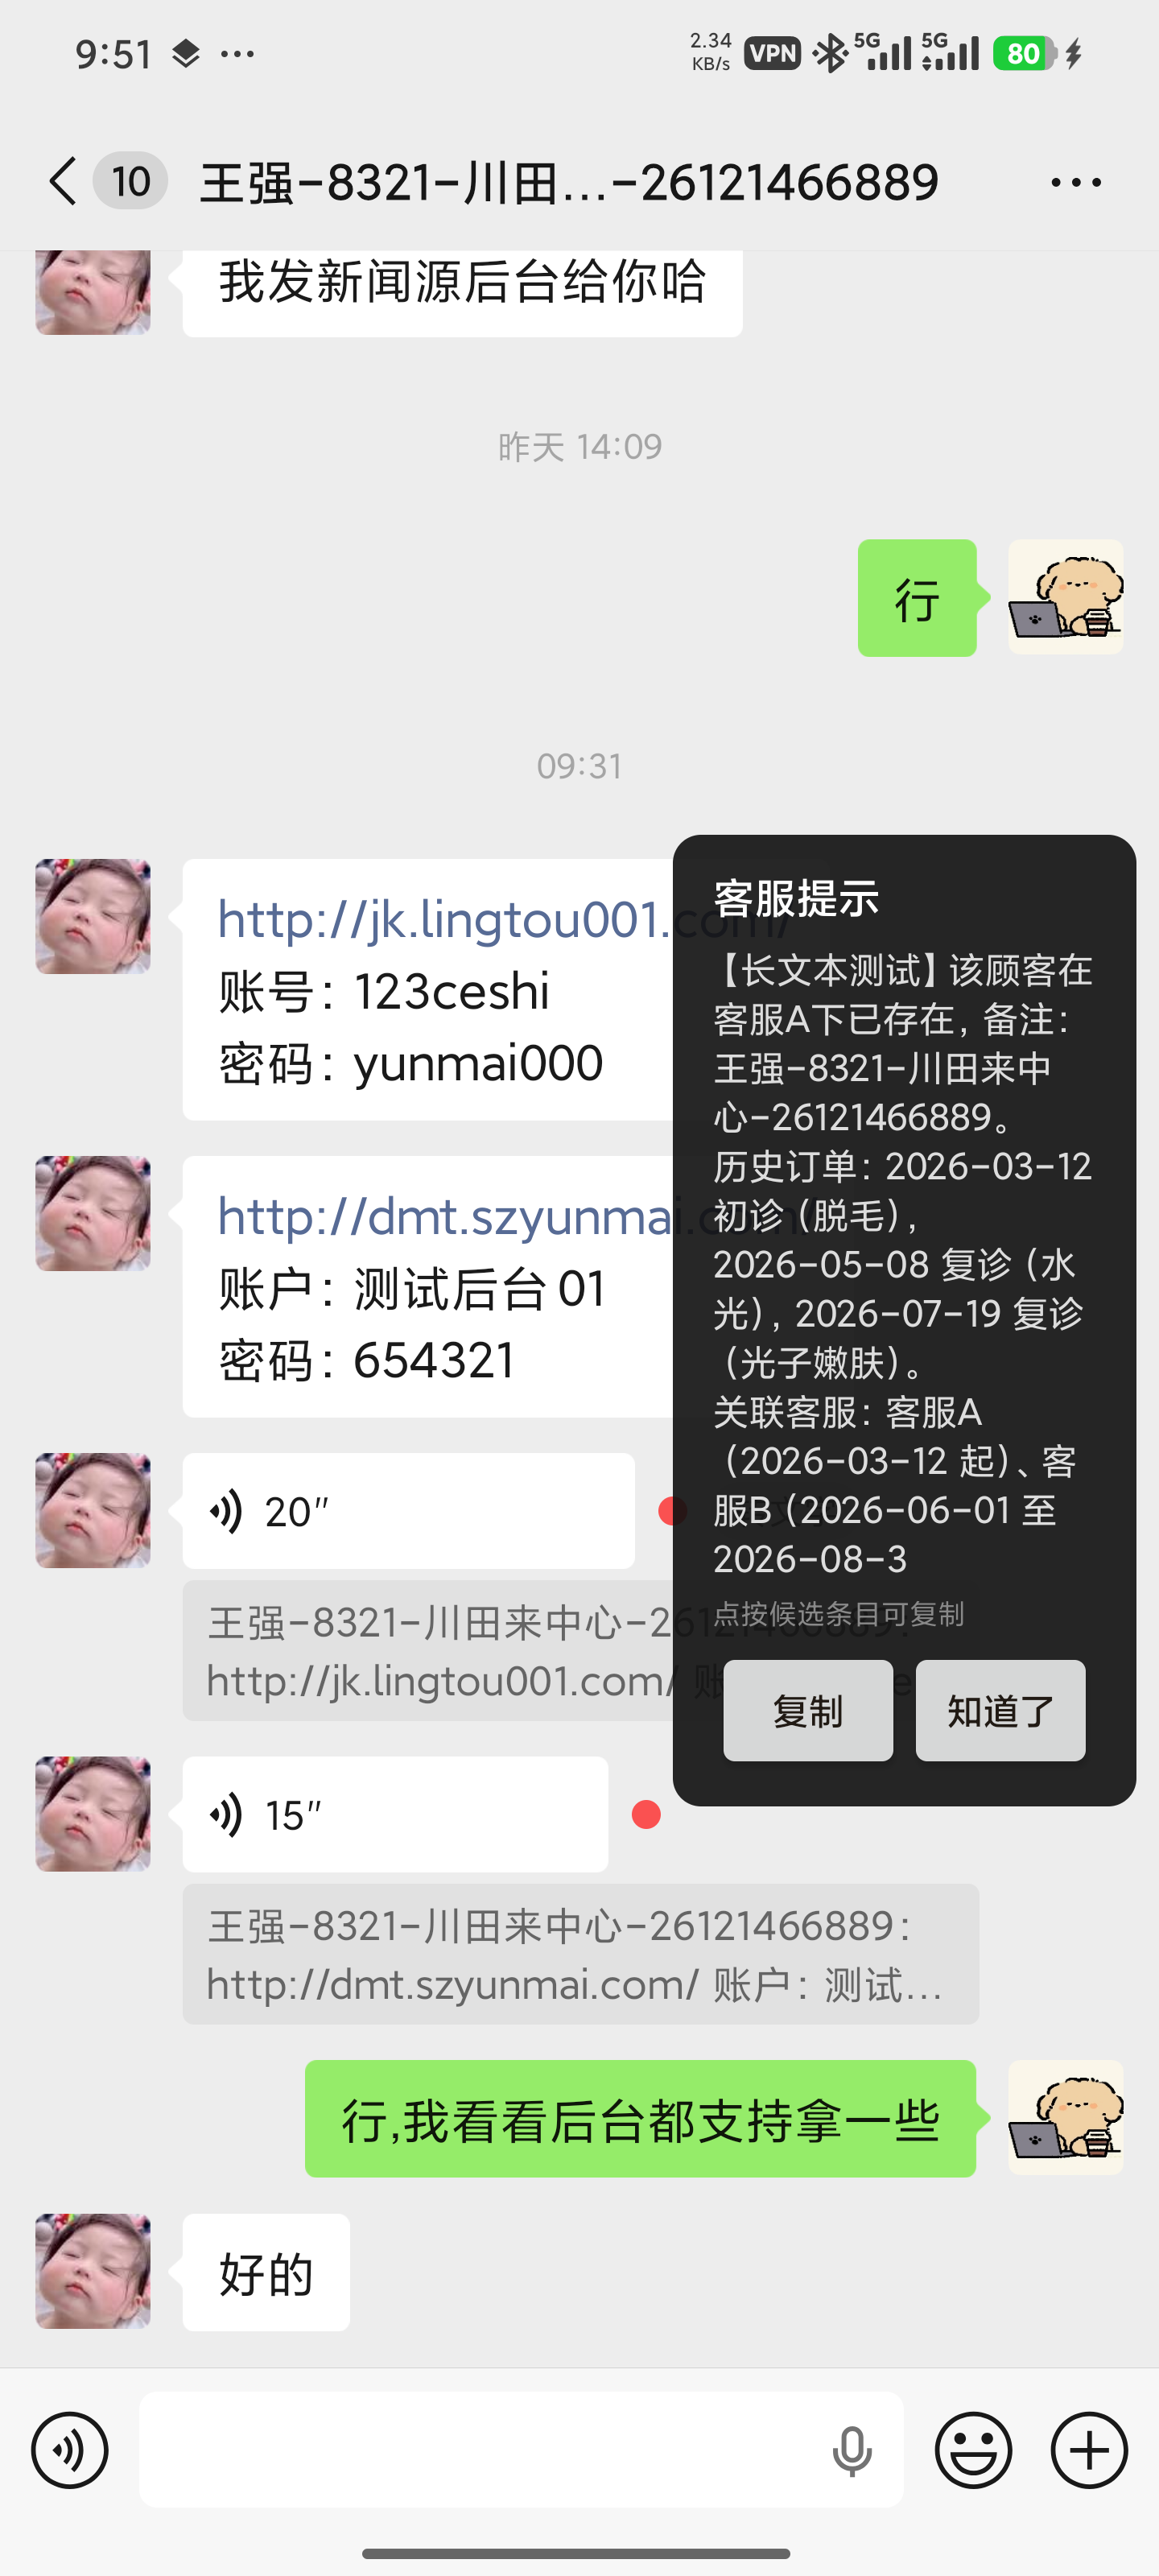 9:51
2.34 KB/s VPN 5G 5G 80
10 王强-8321-川田...-26121466889
我发新闻源后台给你哈
昨天 14:09
行
09:31
http://jk.lingtou001.com/
账号：123ceshi
密码：yunmai000
http://dmt.szyunmai.com/
账户：测试后台01
密码：654321
20″
王强-8321-川田来中心-26121466889：
http://jk.lingtou001.com/ 账
15″
王强-8321-川田来中心-26121466889：
http://dmt.szyunmai.com/ 账户：测试...
行,我看看后台都支持拿一些
好的
客服提示
【长文本测试】该顾客在
客服A下已存在，备注：
王强-8321-川田来中
心-26121466889。
历史订单：2026-03-12
初诊（脱毛），
2026-05-08 复诊（水
光），2026-07-19 复诊
（光子嫩肤）。
关联客服：客服A
（2026-03-12 起）、客
服B（2026-06-01 至
2026-08-3
点按候选条目可复制
复制 知道了